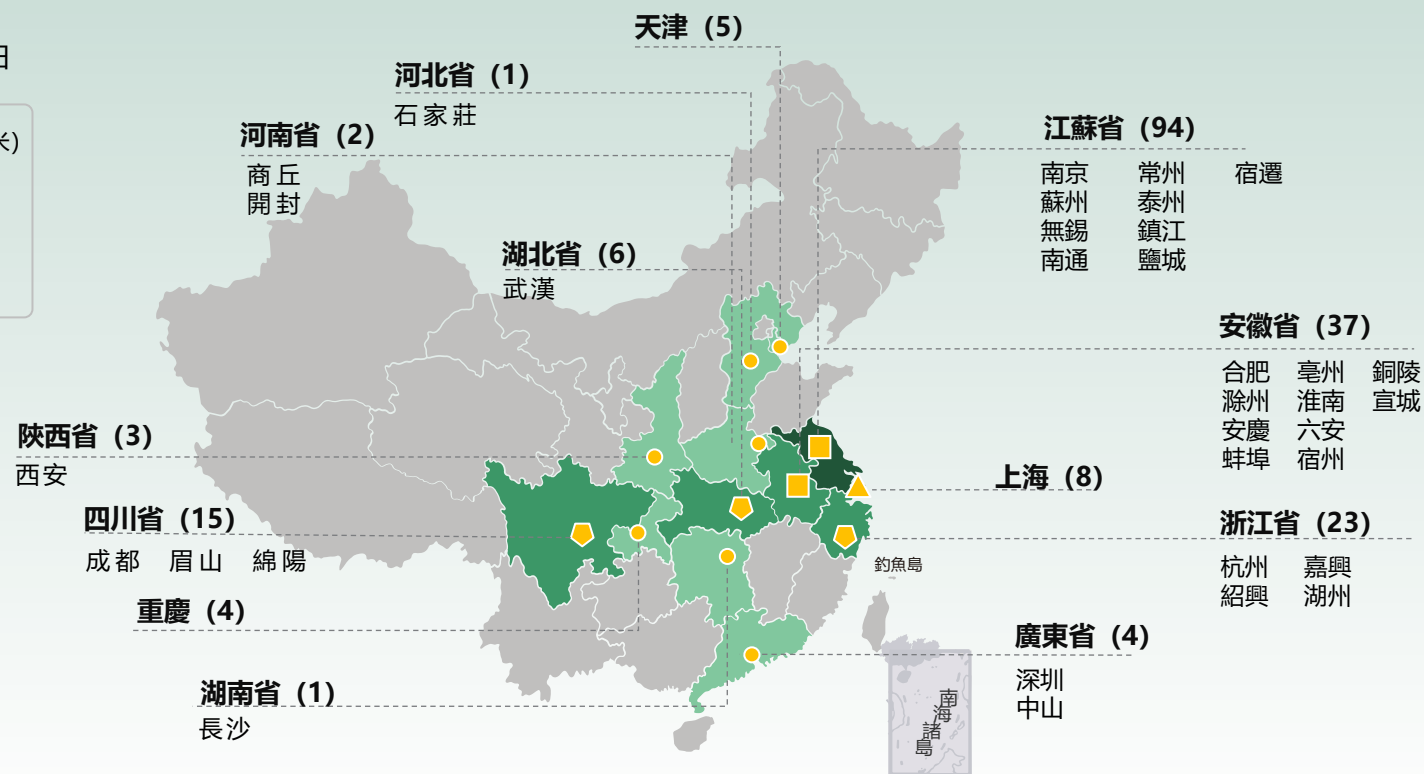 天津（5）
日
河北省（1）
石家莊
米)
河南省（2）
商丘
開封
江蘇省（94）
南京 常州 宿遷
蘇州 泰州
無錫 鎮江
南通 鹽城
湖北省（6）
武漢
安徽省（37）
合肥 亳州 銅陵
滁州 淮南 宣城
安慶 六安
蚌埠 宿州
陝西省（3）
西安
上海（8）
四川省（15）
成都 眉山 綿陽
浙江省（23）
杭州 嘉興
紹興 湖州
釣魚島
重慶（4）
廣東省（4）
深圳
中山
湖南省（1）
長沙
南海諸島